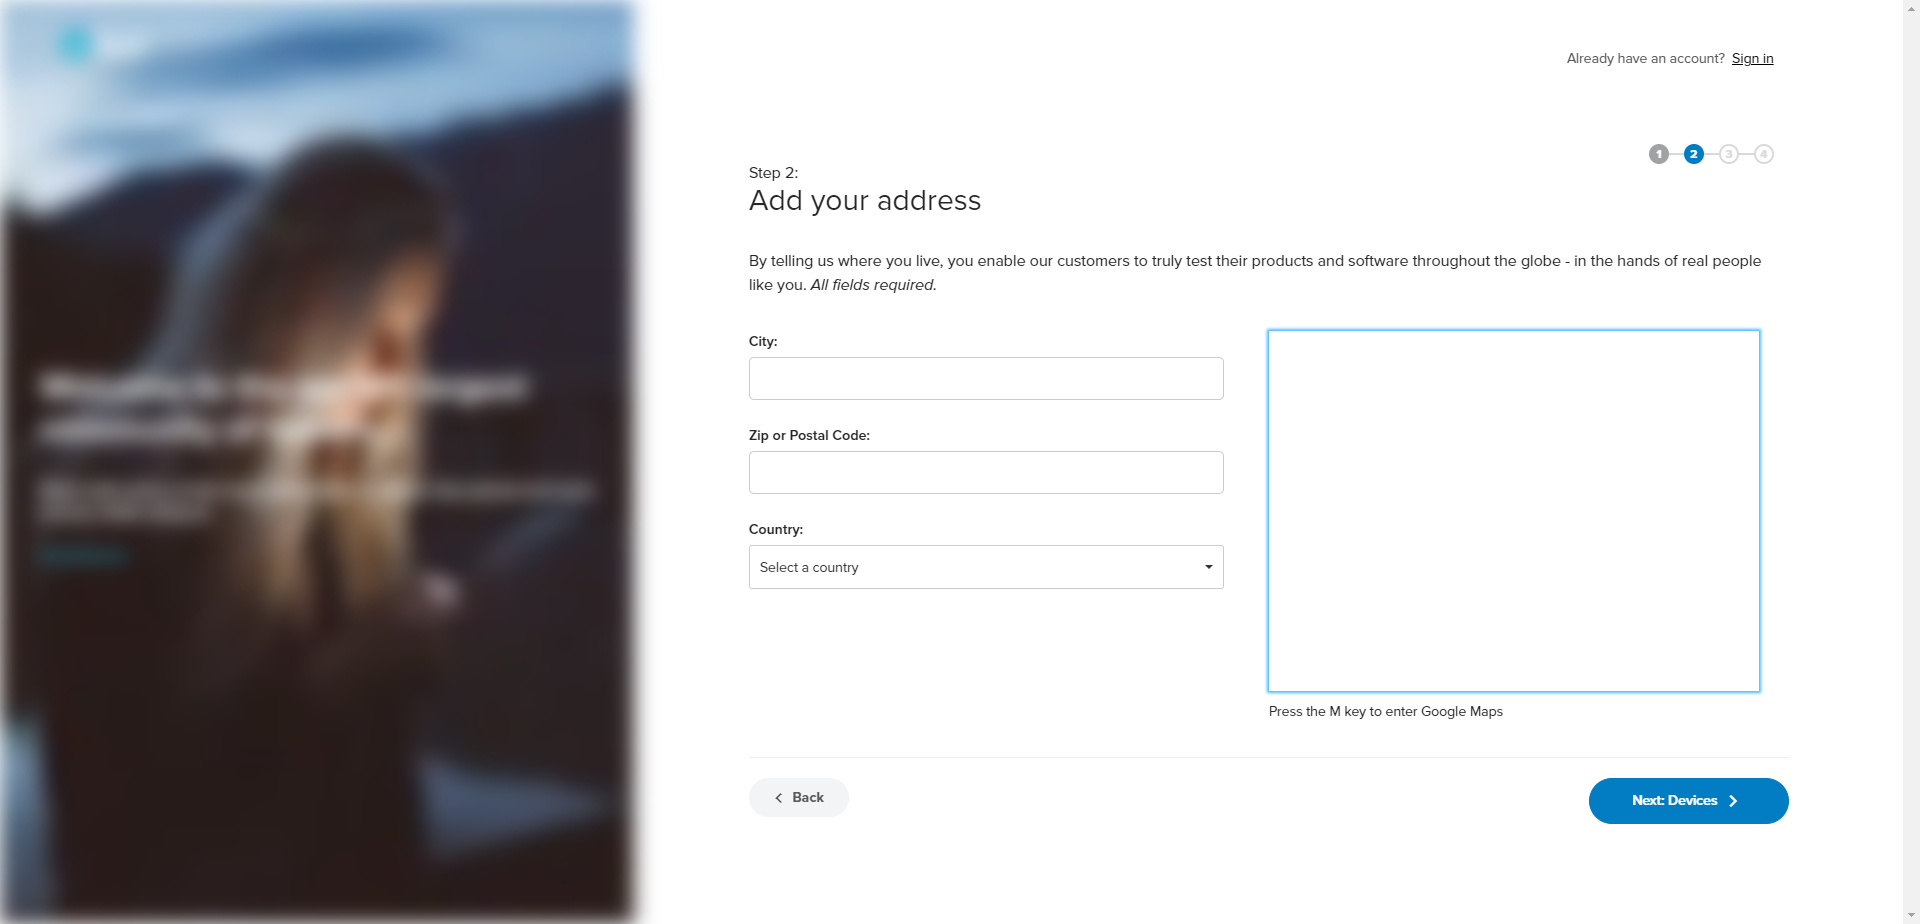 Already have an account? Sign in
1 2 3 4
Step 2:
Add your address
By telling us where you live, you enable our customers to truly test their products and software throughout the globe - in the hands of real people
like you. All fields required.
City:
Zip or Postal Code:
Country:
Select a country
Press the M key to enter Google Maps
Back
Next: Devices